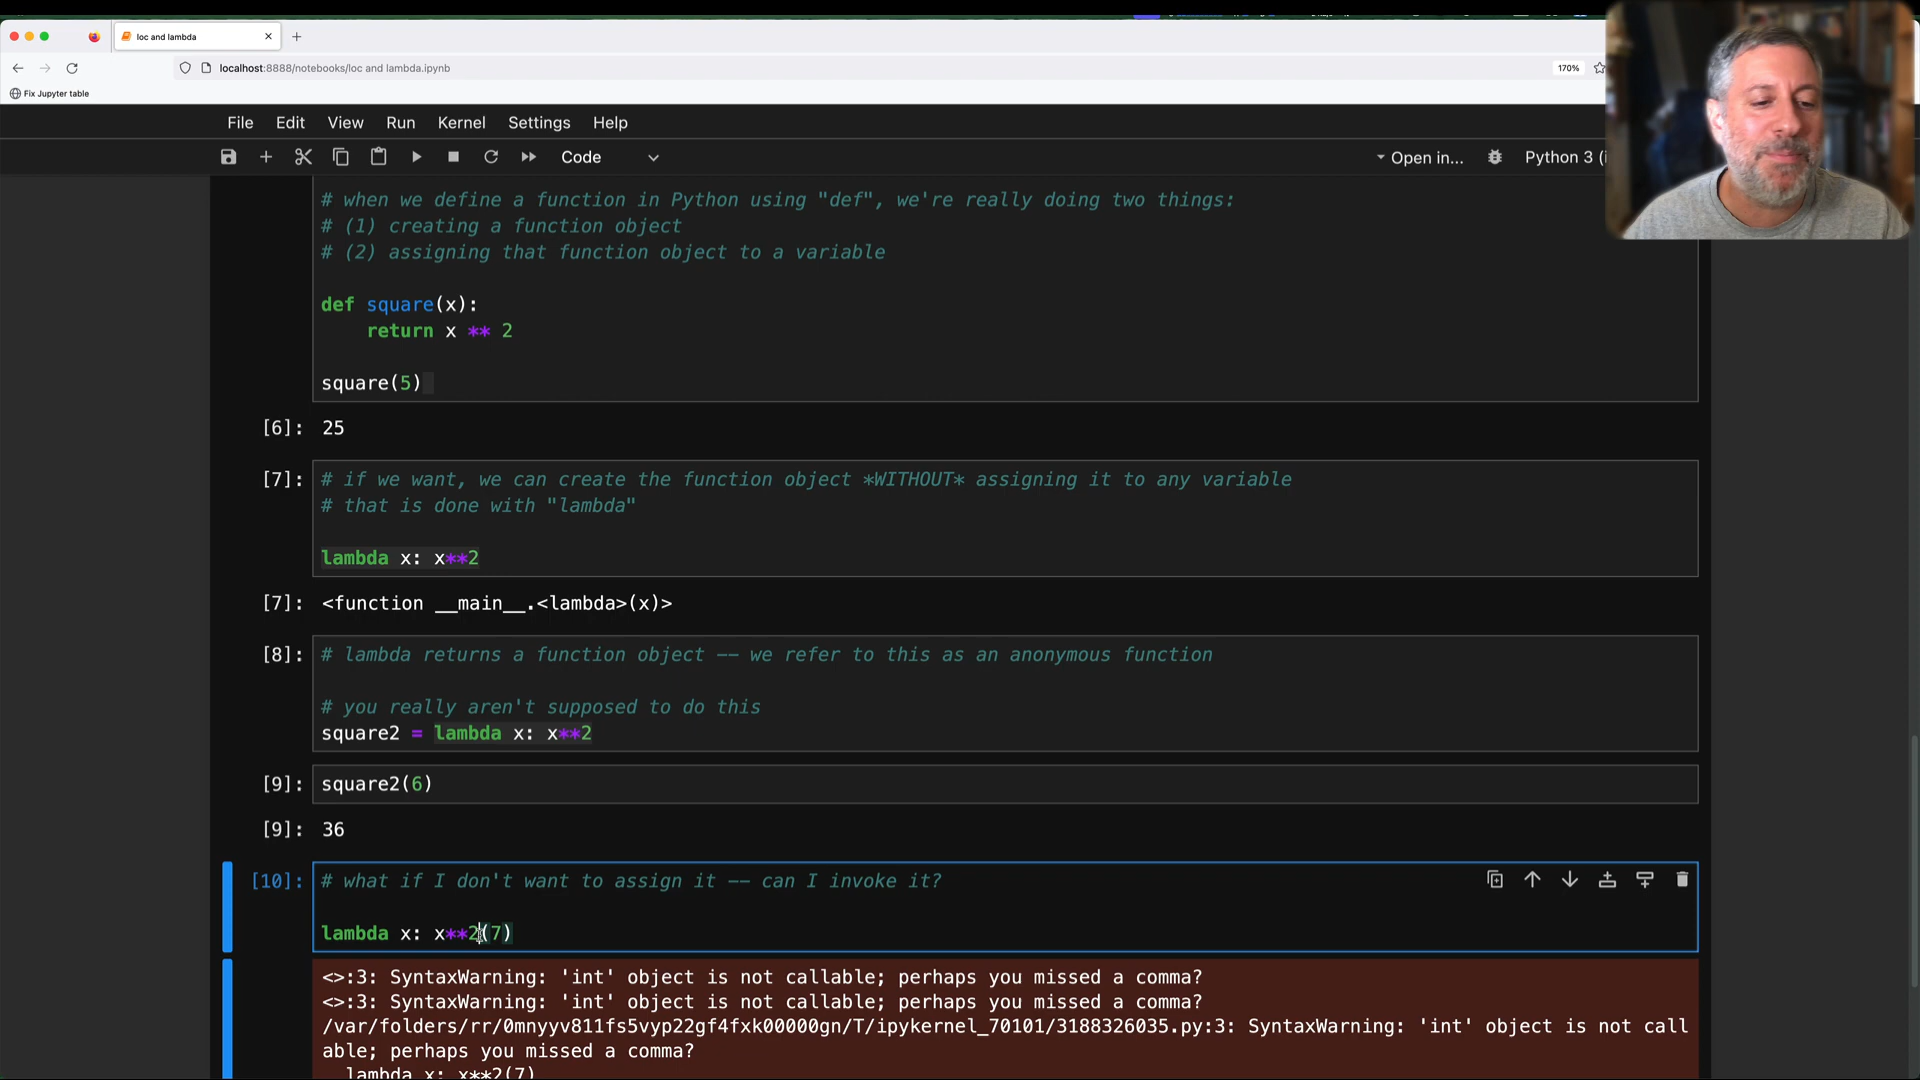 loc and lambda
localhost:8888/notebooks/loc and lambda.ipynb
170%
Fix Jupyter table
File Edit View Run Kernel Settings Help
Code
Open in...
Python 3 (i
# when we define a function in Python using "def", we're really doing two things:
# (1) creating a function object
# (2) assigning that function object to a variable
def square(x):
return x ** 2
square(5)
[6]: 25
[7]: # if we want, we can create the function object *WITHOUT* assigning it to any variable
# that is done with "lambda"
lambda x: x**2
[7]: <function __main__.<lambda>(x)>
[8]: # lambda returns a function object -- we refer to this as an anonymous function
# you really aren't supposed to do this
square2 = lambda x: x**2
[9]: square2(6)
[9]: 36
[10]: # what if I don't want to assign it -- can I invoke it?
lambda x: x**2(7)
<>:3: SyntaxWarning: 'int' object is not callable; perhaps you missed a comma?
<>:3: SyntaxWarning: 'int' object is not callable; perhaps you missed a comma?
/var/folders/rr/0mnyyv811fs5vyp22gf4fxk00000gn/T/ipykernel_70101/3188326035.py:3: SyntaxWarning: 'int' object is not call
able; perhaps you missed a comma?
lambda x: x**2(7)